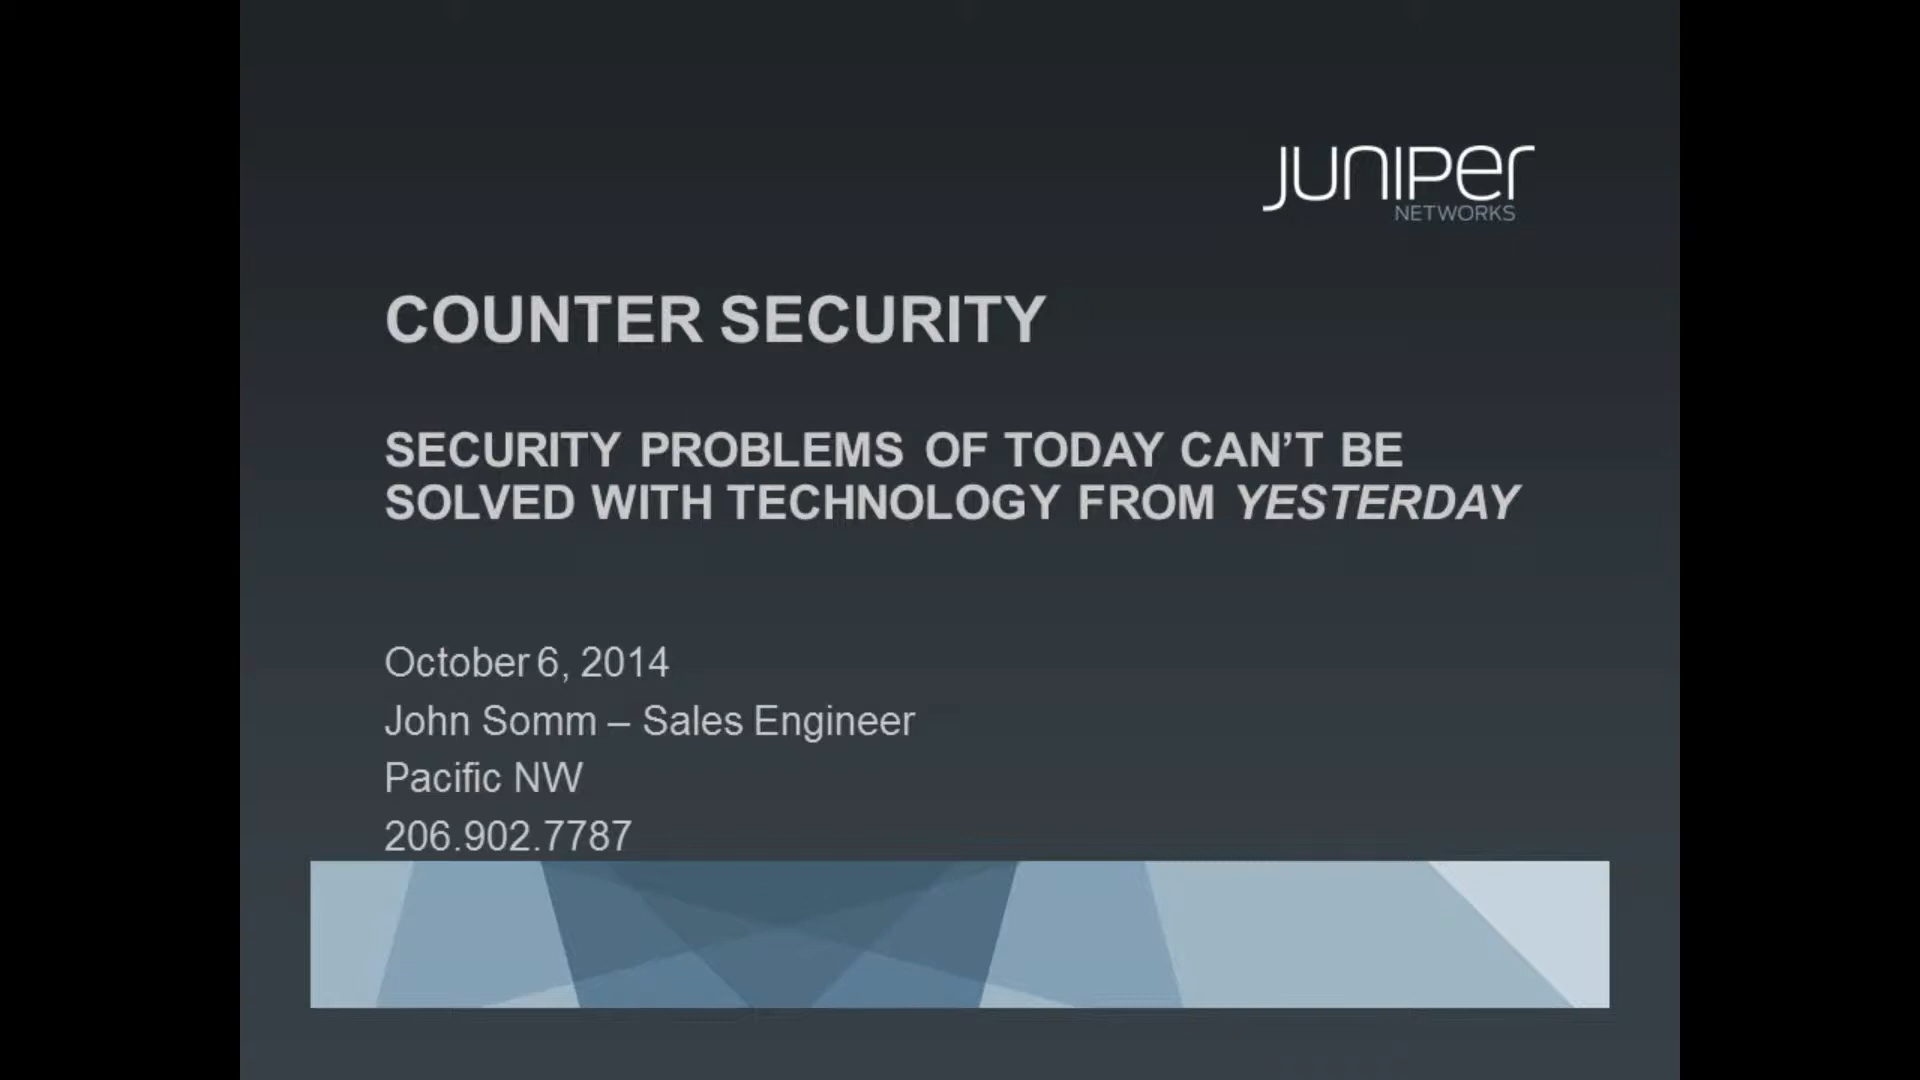 JUNIPER
NETWORKS
COUNTER SECURITY
SECURITY PROBLEMS OF TODAY CAN’T BE
SOLVED WITH TECHNOLOGY FROM YESTERDAY
October 6, 2014
John Somm – Sales Engineer
Pacific NW
206.902.7787